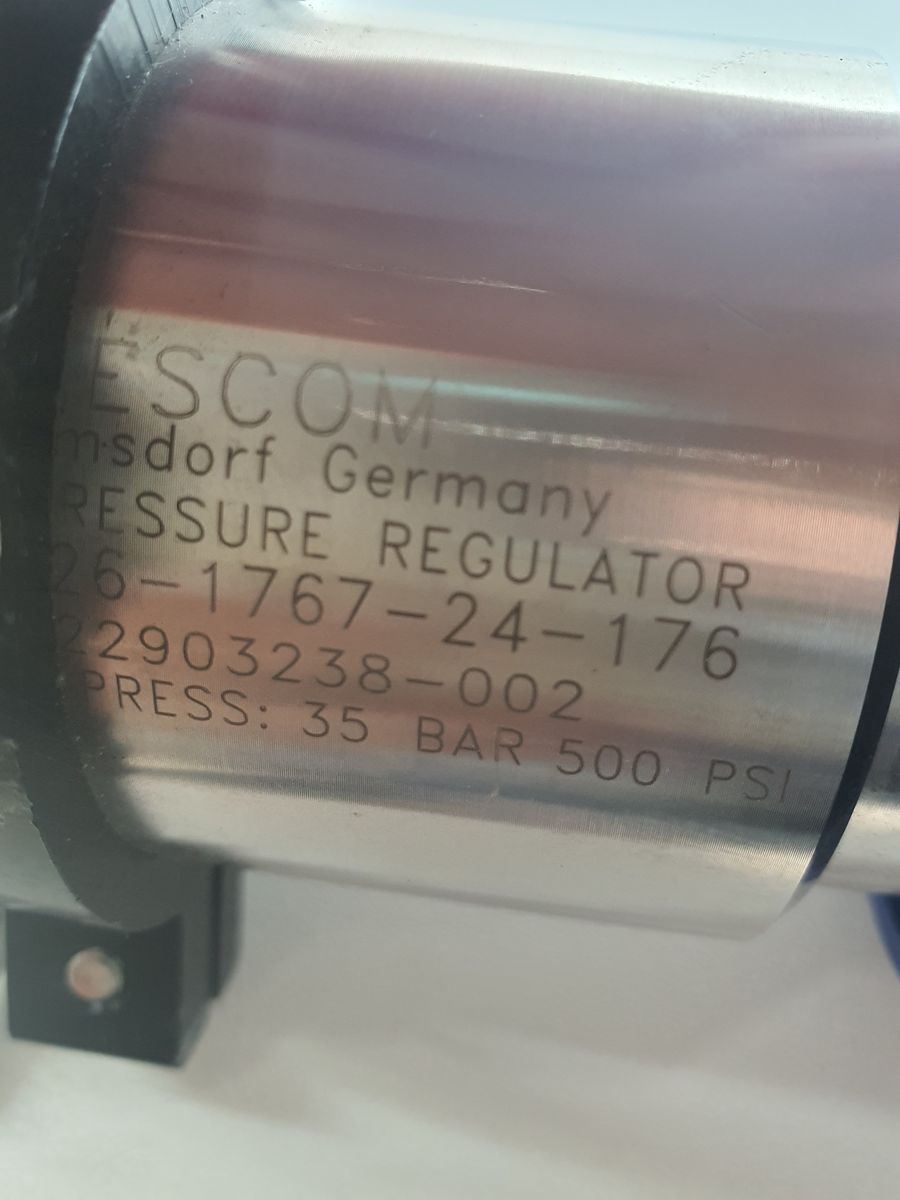 ESCOM
msdorf Germany
RESSURE REGULATOR
26-1767-24-176
22903238-002
PRESS: 35 BAR 500 PSI